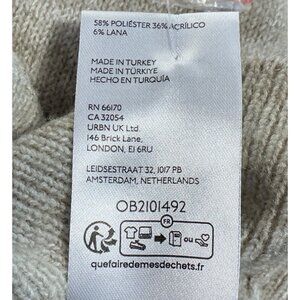 58% POLIÉSTER 36% ACRÍLICO
6% LANA
MADE IN TURKEY
MADE IN TÜRKIYE
HECHO EN TURQUÍA
RN 66170
CA 32054
URBN UK Ltd.
146 Brick Lane,
LONDON, E1 6RU
LEIDSESTRAAT 32, 1017 PB
AMSTERDAM, NETHERLANDS
OB2101492
FR
ou
quefairedemesdechets.fr